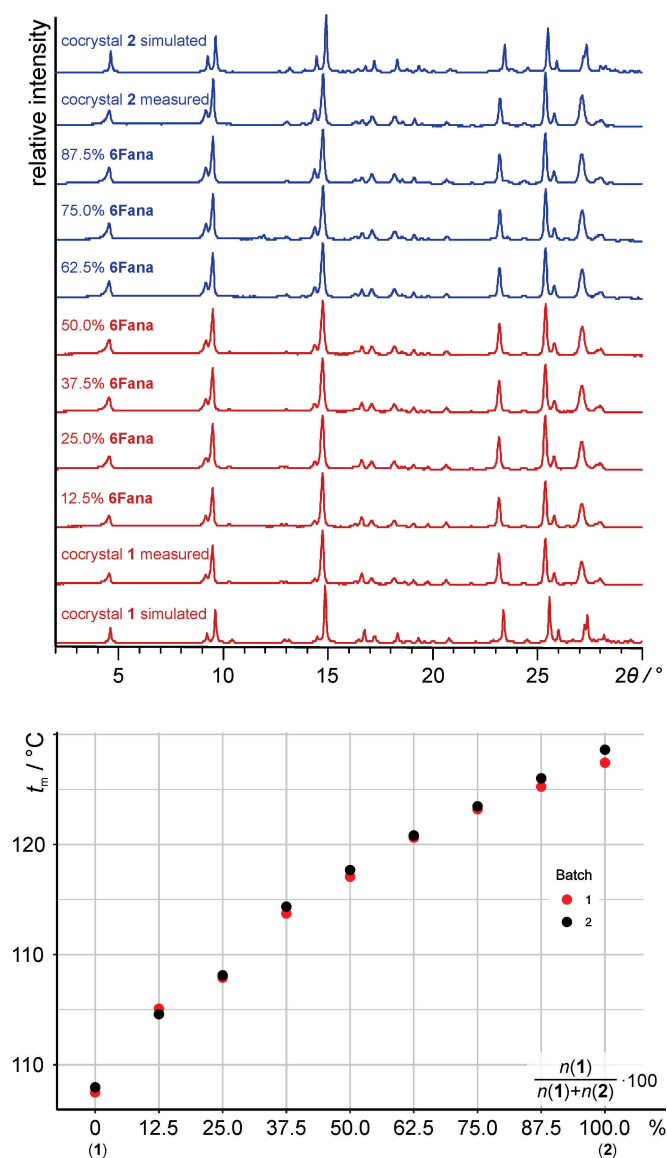 relative intensity
cocrystal 2 simulated
cocrystal 2 measured
87.5% 6Fana
75.0% 6Fana
62.5% 6Fana
50.0% 6Fana
37.5% 6Fana
25.0% 6Fana
12.5% 6Fana
cocrystal 1 measured
cocrystal 1 simulated
5 10 15 20 25 2θ/°
tm / °C
120
110
110
Batch
1
2
n(1)
n(1)+n(2) ·100
0 12.5 25.0 37.5 50.0 62.5 75.0 87.5 100.0 %
(1) (2)